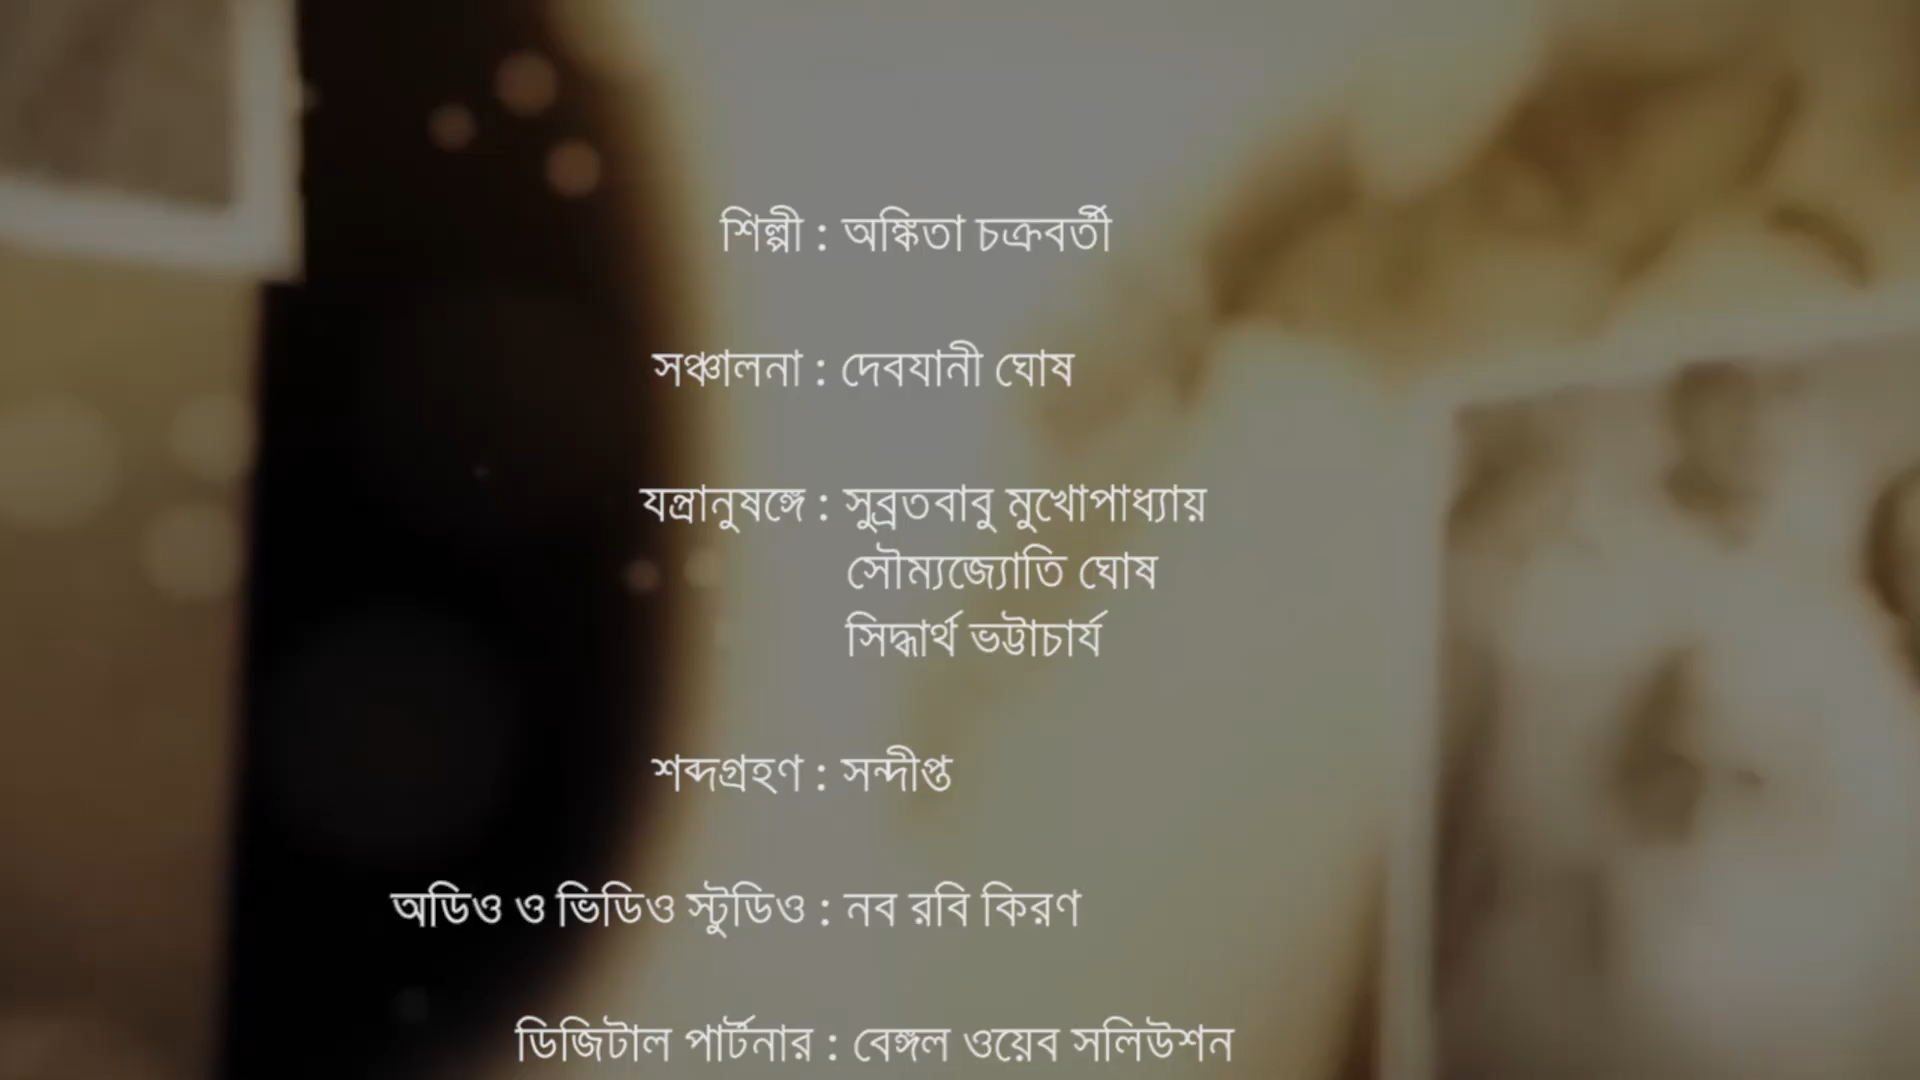 শিল্পী : অঙ্কিতা চক্রবর্তী
সঞ্চালনা : দেবযানী ঘোষ
যন্ত্রানুষঙ্গে : সুব্রতবাবু মুখোপাধ্যায়
সৌম্যজ্যোতি ঘোষ
সিদ্ধার্থ ভট্টাচার্য
শব্দগ্রহণ : সন্দীপ্ত
অডিও ও ভিডিও স্টুডিও : নব রবি কিরণ
ডিজিটাল পার্টনার : বেঙ্গল ওয়েব সলিউশন